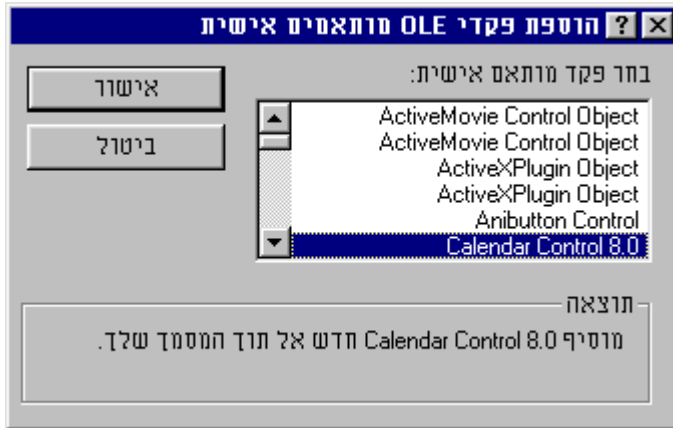 הוספת פקדי OLE מותאמים אישית
בחר פקד מותאם אישית:
ActiveMovie Control Object
ActiveMovie Control Object
ActiveXPlugin Object
ActiveXPlugin Object
Anibutton Control
Calendar Control 8.0
אישור
ביטול
תוצאה
מוסיף Calendar Control 8.0 חדש אל תוך המסמך שלך.